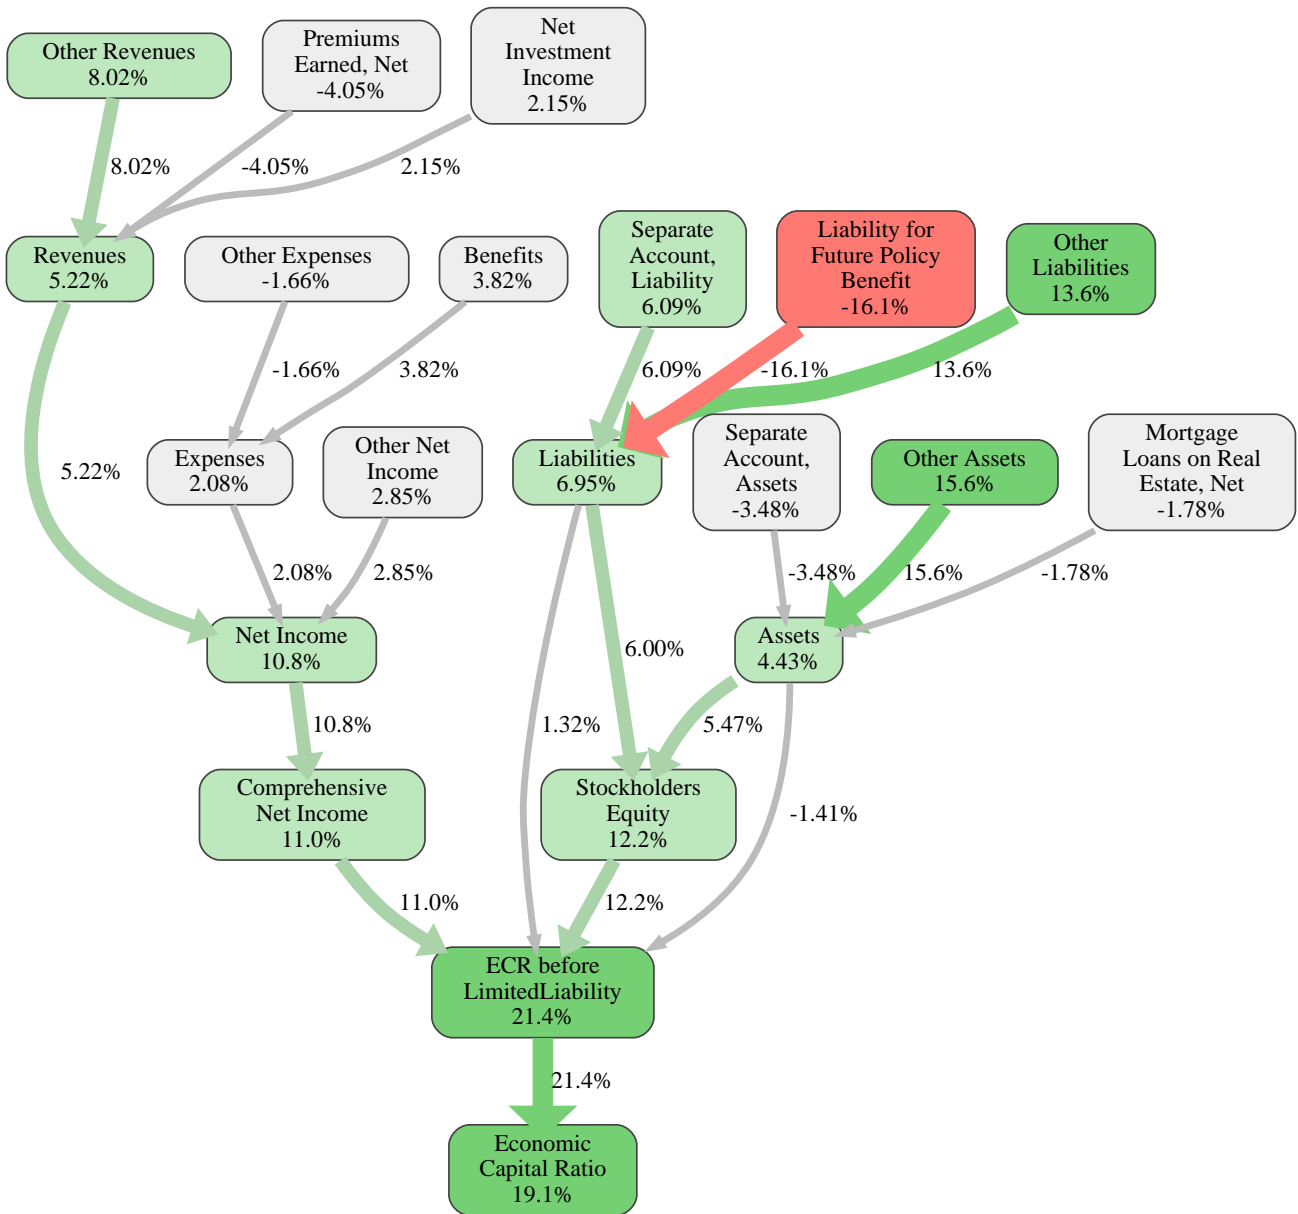 Other Revenues
8.02%
Premiums
Earned, Net
-4.05%
Net
Investment
Income
2.15%
8.02%
-4.05%
2.15%
Revenues
5.22%
Other Expenses
-1.66%
Benefits
3.82%
Separate
Account,
Liability
6.09%
Liability for
Future Policy
Benefit
-16.1%
Other
Liabilities
13.6%
-1.66%
3.82%
6.09%
-16.1%
13.6%
5.22%
Expenses
2.08%
Other Net
Income
2.85%
Liabilities
6.95%
Separate
Account,
Assets
-3.48%
Other Assets
15.6%
Mortgage
Loans on Real
Estate, Net
-1.78%
2.08%
2.85%
-3.48%
15.6%
-1.78%
Net Income
10.8%
6.00%
Assets
4.43%
10.8%
1.32%
5.47%
Comprehensive
Net Income
11.0%
Stockholders
Equity
12.2%
-1.41%
11.0%
12.2%
ECR before
LimitedLiability
21.4%
21.4%
Economic
Capital Ratio
19.1%